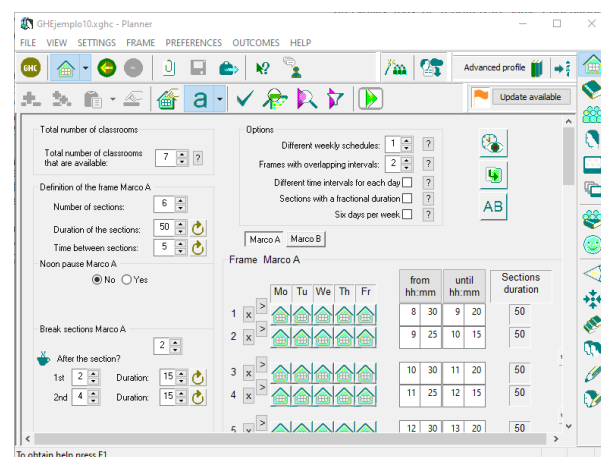 GHEjemplo10.xghc - Planner
FILE VIEW SETTINGS FRAME PREFERENCES OUTCOMES HELP
GHC
Advanced profile
a
Update available
Total number of classrooms
Total number of classrooms
that are available:
7
?
Definition of the frame Marco A
Number of sections:
6
Duration of the sections:
50
Time between sections:
5
Noon pause Marco A
No Yes
Break sections Marco A
2
After the section?
1st 2 Duration: 15
2nd 4 Duration: 15
Options
Different weekly schedules: 1 ?
Frames with overlapping intervals: 2 ?
Different time intervals for each day ?
Sections with a fractional duration ?
Six days per week ?
AB
Marco A Marco B
Frame Marco A
Mo Tu We Th Fr
from
hh:mm
until
hh:mm
Sections
duration
1 x > 8 30 9 20 50
2 x > 9 25 10 15 50
3 x > 10 30 11 20 50
4 x > 11 25 12 15 50
5 v > 12 30 13 20 50
To obtain help press F1